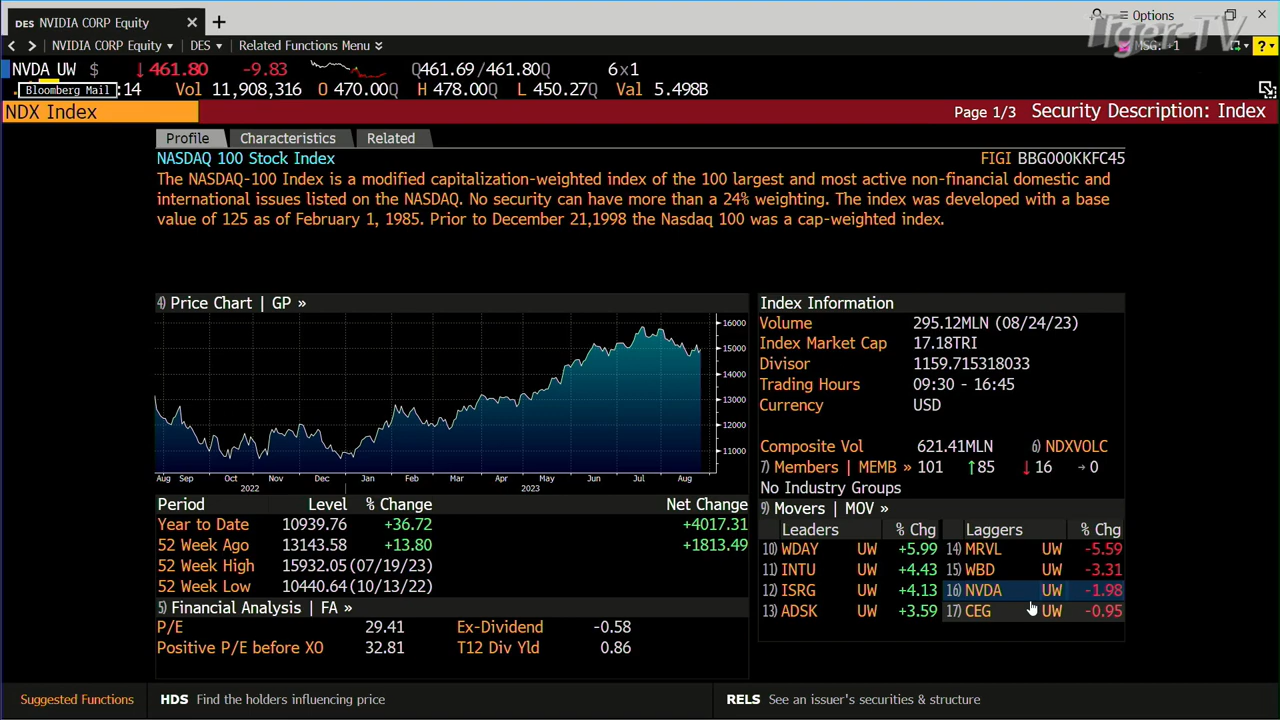 DES NVIDIA CORP Equity × +
Options
Tiger-TV
< > NVIDIA CORP Equity ▾ DES ▾ Related Functions Menu
MSG: +1
?
NVDA UW $ ↓461.80 -9.83 Q461.69/461.80Q 6x1
Bloomberg Mail :14 Vol 11,908,316 O 470.00Q H 478.00Q L 450.27Q Val 5.498B
NDX Index Page 1/3 Security Description: Index
Profile Characteristics Related
NASDAQ 100 Stock Index FIGI BBG000KKFC45
The NASDAQ-100 Index is a modified capitalization-weighted index of the 100 largest and most active non-financial domestic and
international issues listed on the NASDAQ. No security can have more than a 24% weighting. The index was developed with a base
value of 125 as of February 1, 1985. Prior to December 21,1998 the Nasdaq 100 was a cap-weighted index.
4) Price Chart | GP »
16000
15000
14000
13000
12000
11000
Aug Sep Oct Nov Dec Jan Feb Mar Apr May Jun Jul Aug
2022 2023
Index Information
Volume 295.12MLN (08/24/23)
Index Market Cap 17.18TRI
Divisor 1159.715318033
Trading Hours 09:30 - 16:45
Currency USD
Composite Vol 621.41MLN 6) NDXVOLC
7) Members | MEMB » 101 ↑85 ↓16 →0
No Industry Groups
Period Level % Change Net Change
Year to Date 10939.76 +36.72 +4017.31
52 Week Ago 13143.58 +13.80 +1813.49
52 Week High 15932.05 (07/19/23)
52 Week Low 10440.64 (10/13/22)
5) Financial Analysis | FA »
P/E 29.41 Ex-Dividend -0.58
Positive P/E before XO 32.81 T12 Div Yld 0.86
9) Movers | MOV »
Leaders % Chg Laggers % Chg
10) WDAY UW +5.99 14) MRVL UW -5.59
11) INTU UW +4.43 15) WBD UW -3.31
12) ISRG UW +4.13 16) NVDA UW -1.98
13) ADSK UW +3.59 17) CEG UW -0.95
Suggested Functions HDS Find the holders influencing price RELS See an issuer's securities & structure